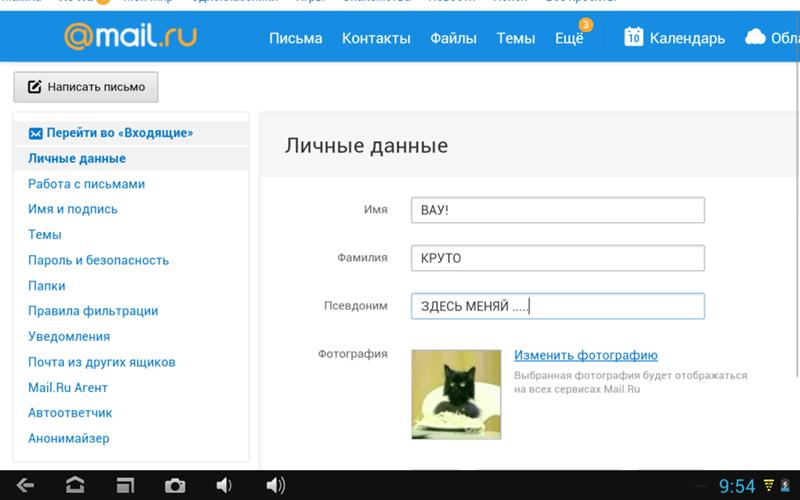 @mail.ru
Письма
Контакты
Файлы
Темы
Ещё
3
10
Календарь
Написать письмо
Перейти во «Входящие»
Личные данные
Работа с письмами
Имя и подпись
Темы
Пароль и безопасность
Папки
Правила фильтрации
Уведомления
Почта из других ящиков
Mail.Ru Агент
Автоответчик
Анонимайзер
Личные данные
Имя
ВАУ!
Фамилия
КРУТО
Псевдоним
ЗДЕСЬ МЕНЯЙ .....
Фотография
Изменить фотографию
Выбранная фотография будет отображаться
на всех сервисах Mail.Ru
9:54